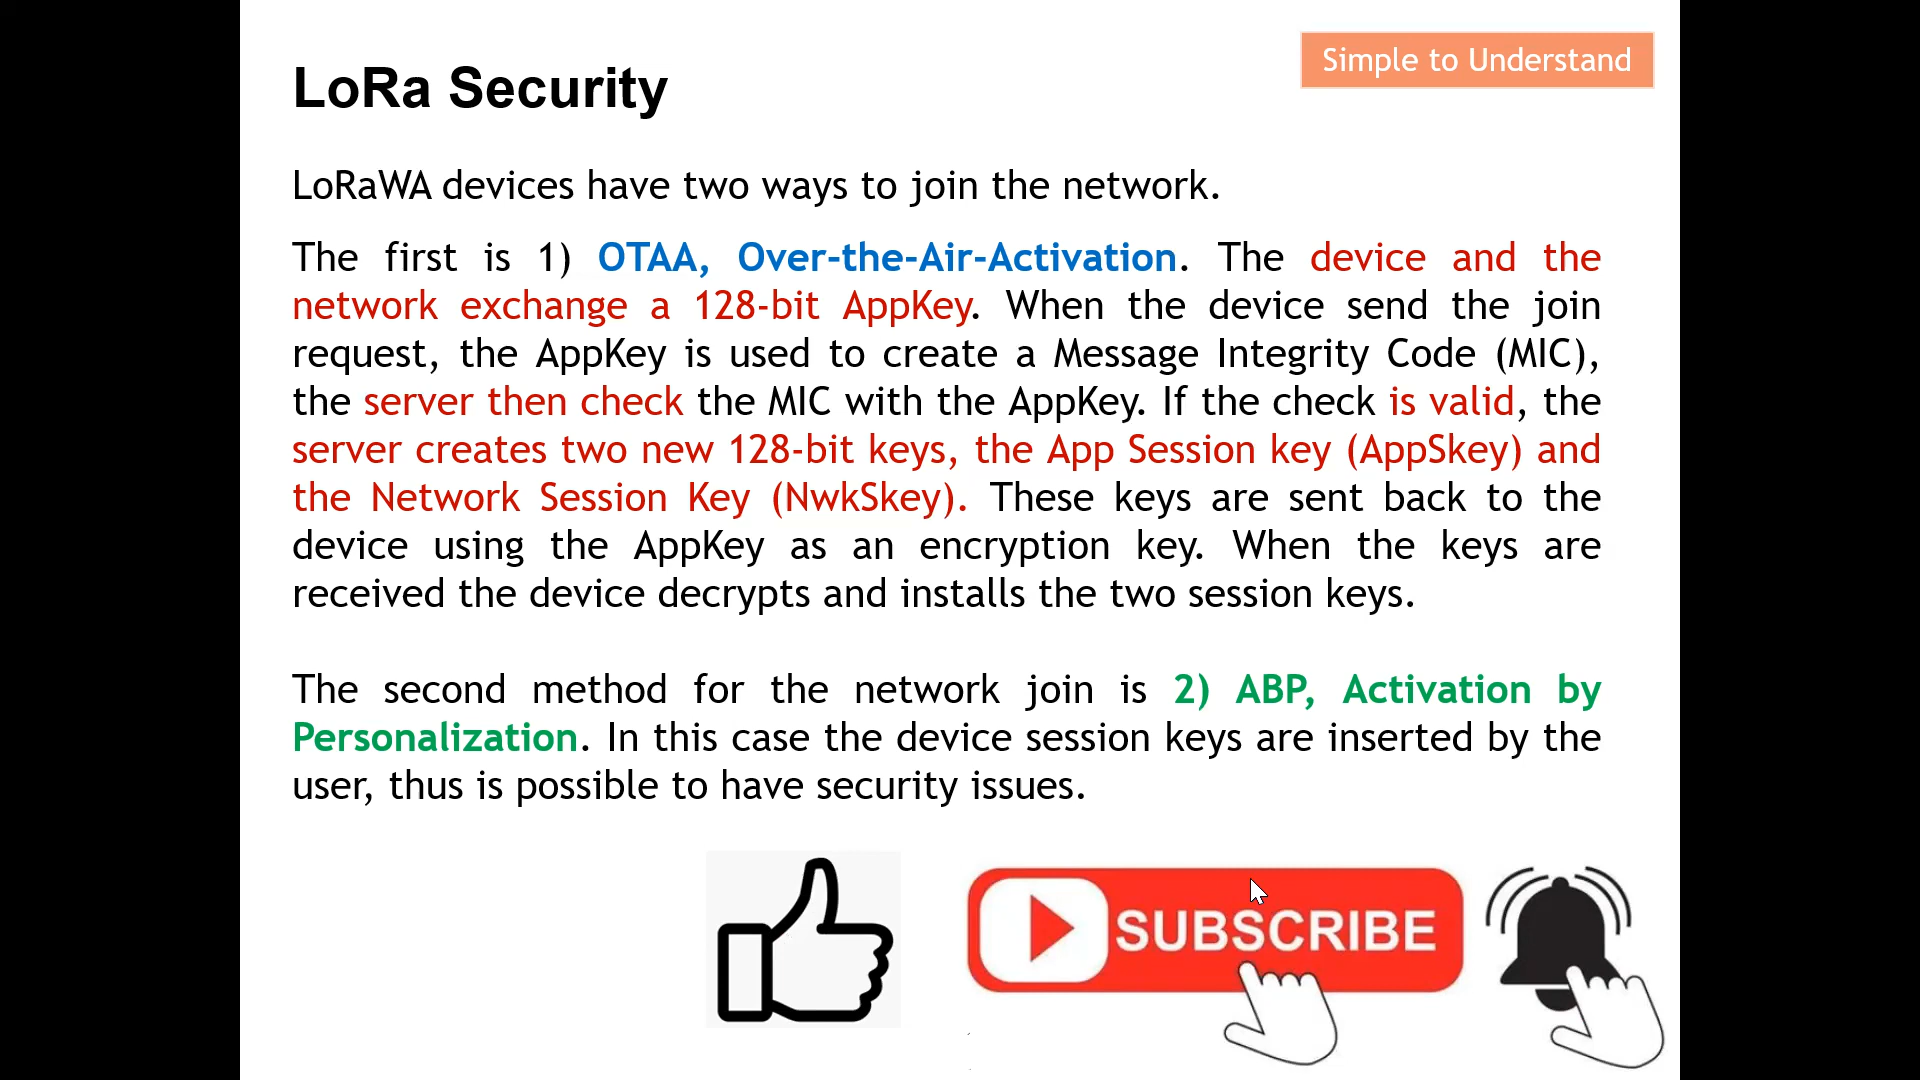 Simple to Understand
LoRa Security
LoRaWA devices have two ways to join the network.
The first is 1) OTAA, Over-the-Air-Activation. The device and the
network exchange a 128-bit AppKey. When the device send the join
request, the AppKey is used to create a Message Integrity Code (MIC),
the server then check the MIC with the AppKey. If the check is valid, the
server creates two new 128-bit keys, the App Session key (AppSkey) and
the Network Session Key (NwkSkey). These keys are sent back to the
device using the AppKey as an encryption key. When the keys are
received the device decrypts and installs the two session keys.
The second method for the network join is 2) ABP, Activation by
Personalization. In this case the device session keys are inserted by the
user, thus is possible to have security issues.
SUBSCRIBE